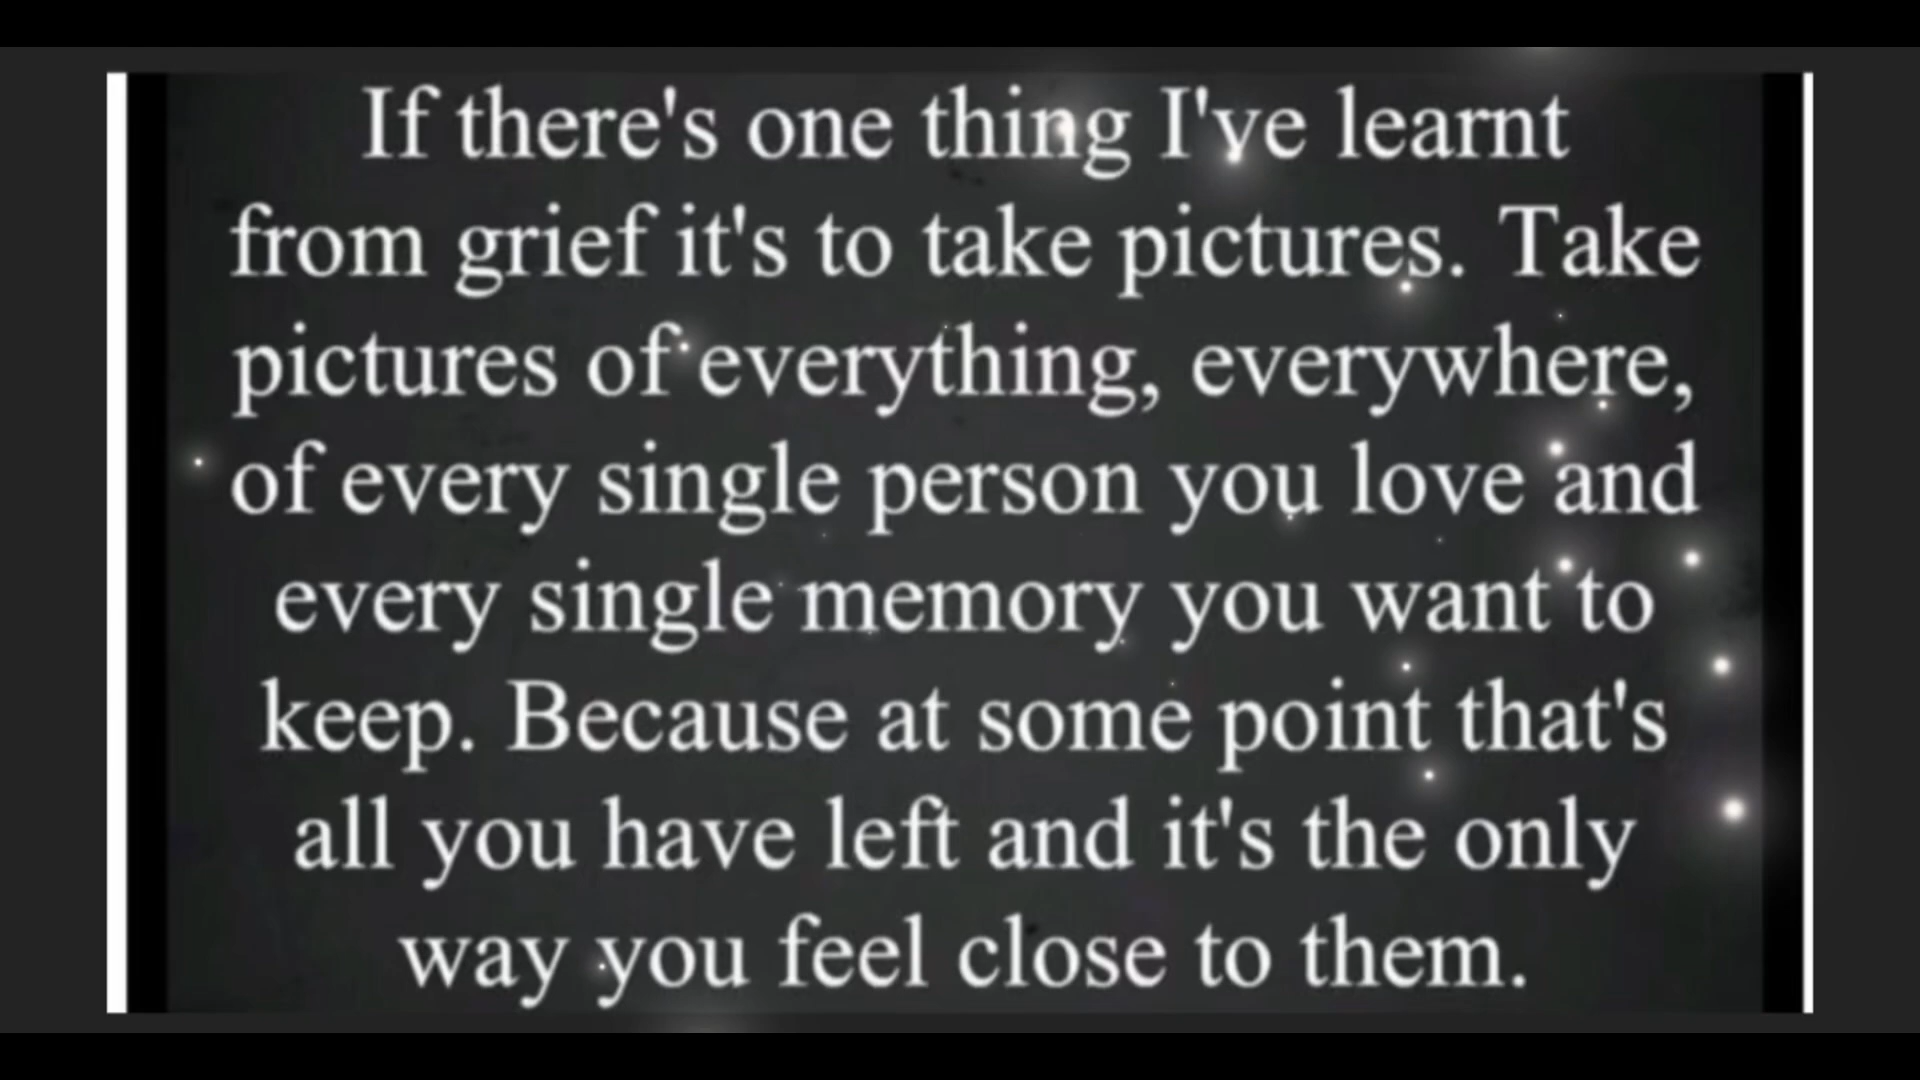 If there's one thing I've learnt
from grief it's to take pictures. Take
pictures of everything, everywhere,
of every single person you love and
every single memory you want to
keep. Because at some point that's
all you have left and it's the only
way you feel close to them.